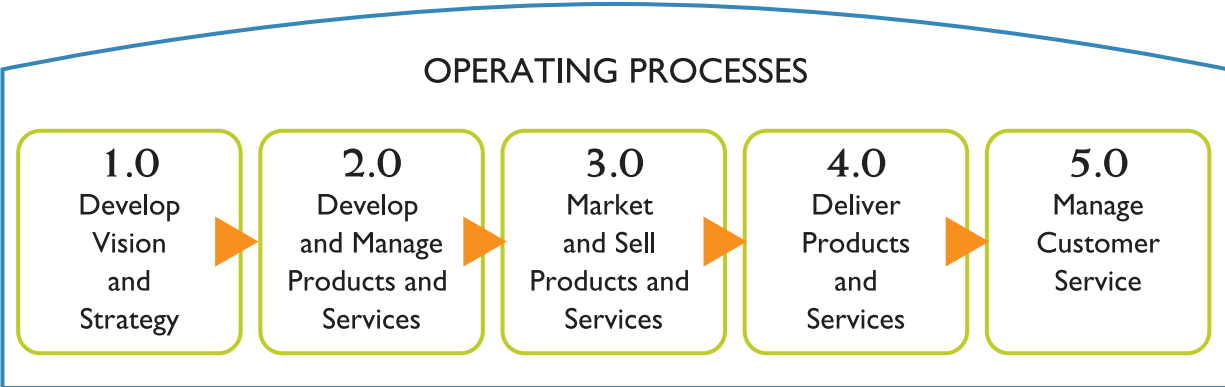 OPERATING PROCESSES
1.0
Develop
Vision
and
Strategy
2.0
Develop
and Manage
Products and
Services
3.0
Market
and Sell
Products and
Services
4.0
Deliver
Products
and
Services
5.0
Manage
Customer
Service